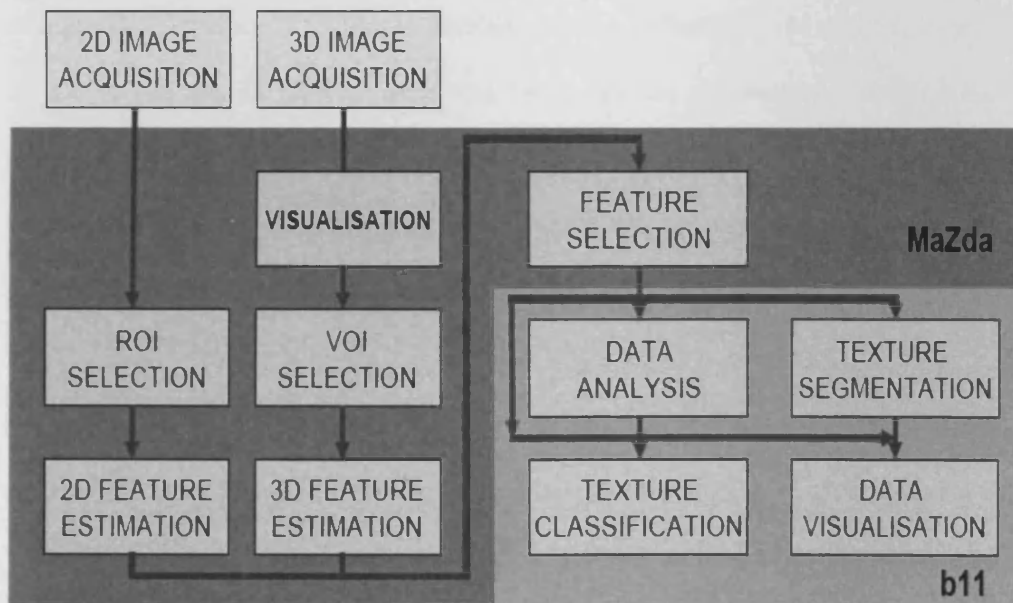 2D IMAGE
ACQUISITION
3D IMAGE
ACQUISITION
VISUALISATION
FEATURE
SELECTION
MaZda
ROI
SELECTION
VOI
SELECTION
DATA
ANALYSIS
TEXTURE
SEGMENTATION
2D FEATURE
ESTIMATION
3D FEATURE
ESTIMATION
TEXTURE
CLASSIFICATION
DATA
VISUALISATION
b11